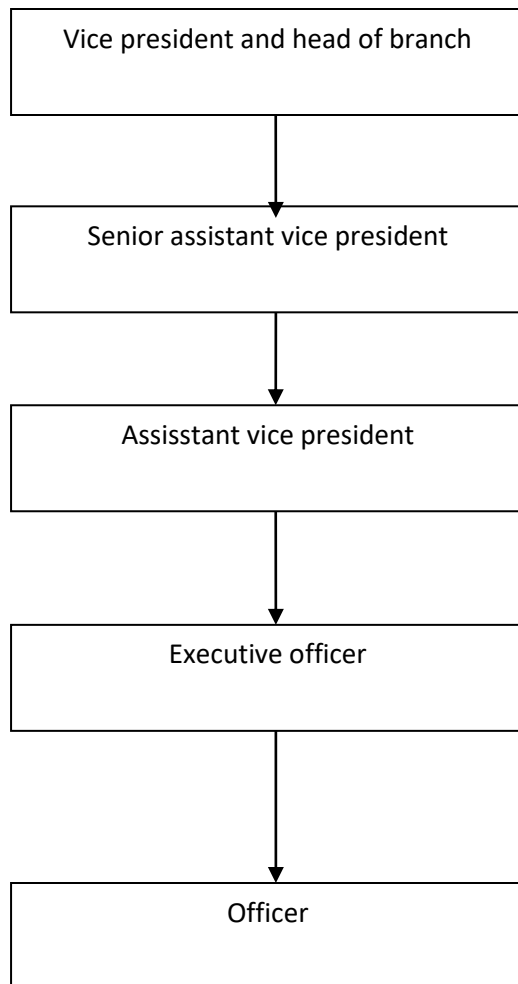 Vice president and head of branch
Senior assistant vice president
Assisstant vice president
Executive officer
Officer